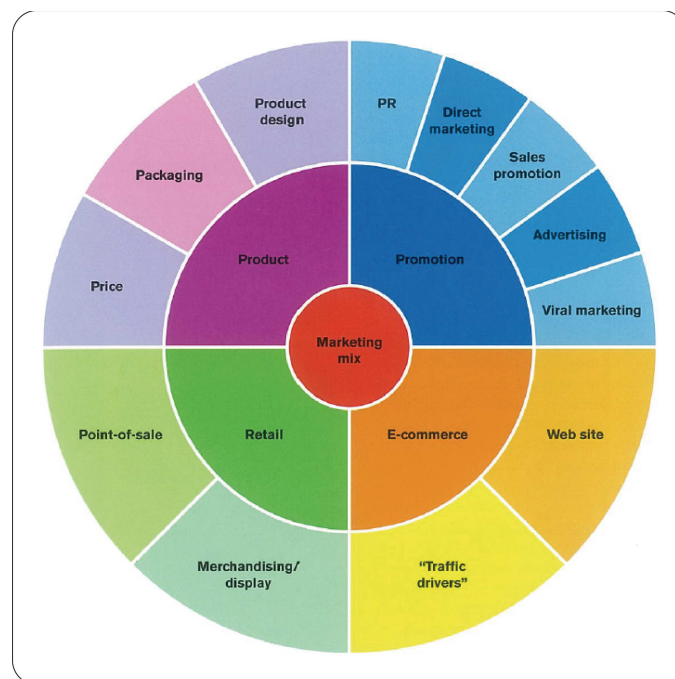 Product
design
PR
Direct
marketing
Sales
promotion
Packaging
Advertising
Product
Promotion
Price
Viral marketing
Marketing
mix
Point-of-sale
Retail
E-commerce
Web site
Merchandising/
display
“Traffic
drivers”